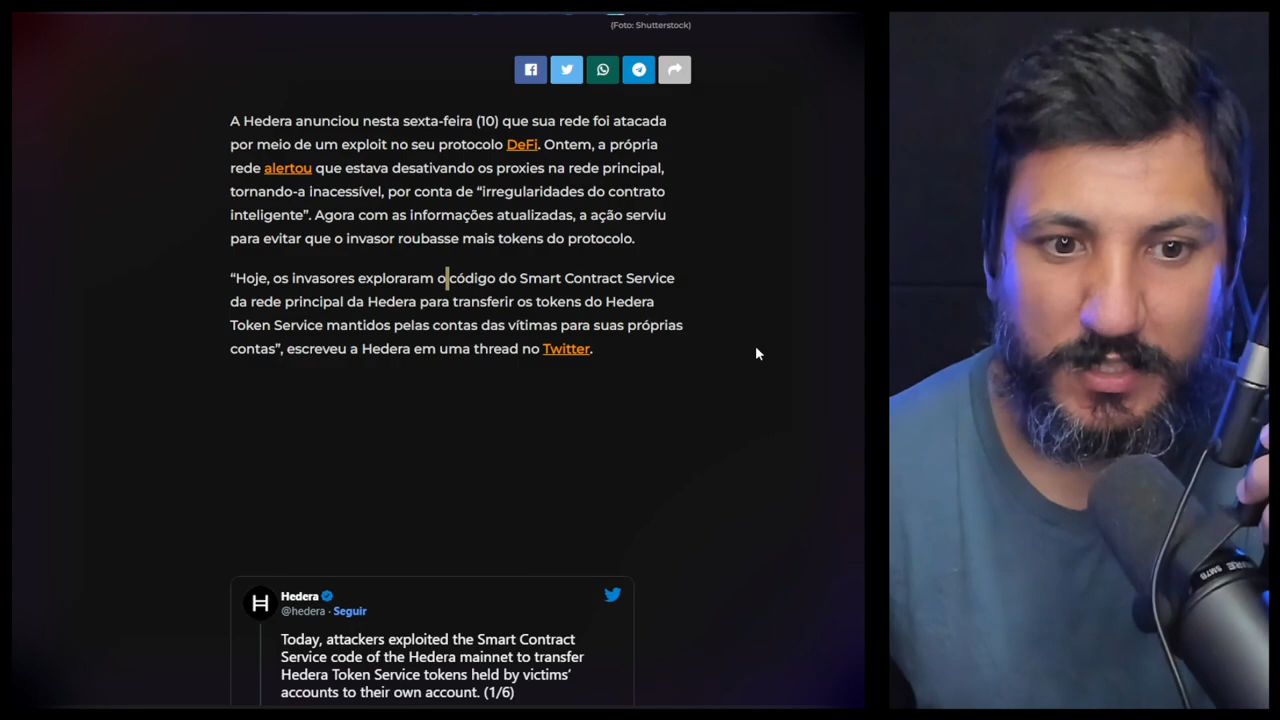 (Foto: Shutterstock)
A Hedera anunciou nesta sexta-feira (10) que sua rede foi atacada
por meio de um exploit no seu protocolo DeFi. Ontem, a própria
rede alertou que estava desativando os proxies na rede principal,
tornando-a inacessível, por conta de “irregularidades do contrato
inteligente”. Agora com as informações atualizadas, a ação serviu
para evitar que o invasor roubasse mais tokens do protocolo.
“Hoje, os invasores exploraram o código do Smart Contract Service
da rede principal da Hedera para transferir os tokens do Hedera
Token Service mantidos pelas contas das vítimas para suas próprias
contas”, escreveu a Hedera em uma thread no Twitter.
Hedera
@hedera · Seguir
Today, attackers exploited the Smart Contract
Service code of the Hedera mainnet to transfer
Hedera Token Service tokens held by victims’
accounts to their own account. (1/6)
SM7B